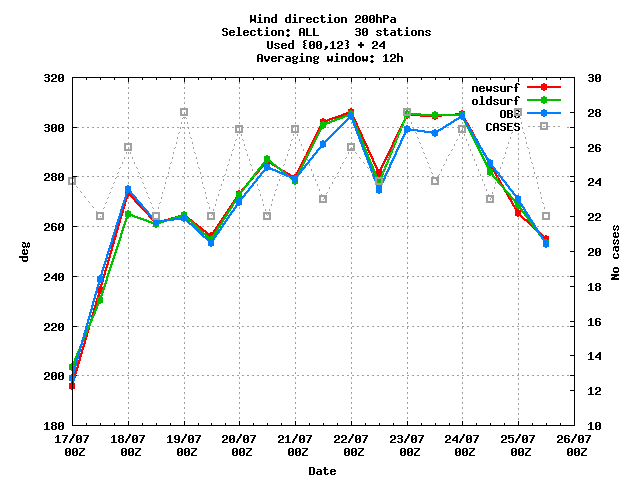 Wind direction 200hPa
Selection: ALL 30 stations
Used {00,12} + 24
Averaging window: 12h
newsurf
oldsurf
OBS
CASES
deg
320
300
280
260
240
220
200
180
30
28
26
24
22
20
18
16
14
12
10
No cases
17/07 18/07 19/07 20/07 21/07 22/07 23/07 24/07 25/07 26/07
00Z 00Z 00Z 00Z 00Z 00Z 00Z 00Z 00Z 00Z
Date